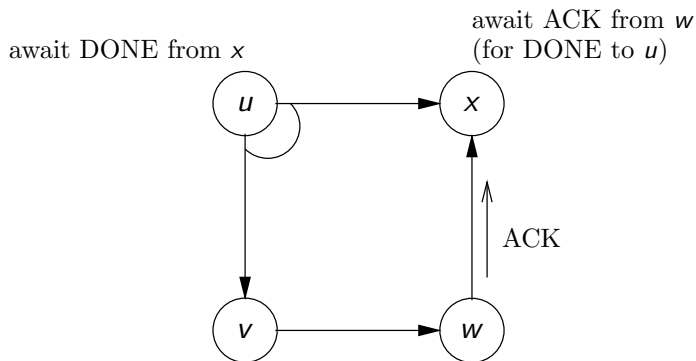 await ACK from w
await DONE from x
(for DONE to u)
u
x
ACK
v
w